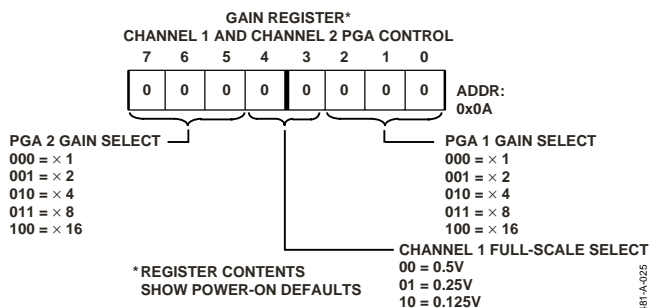 GAIN REGISTER*
CHANNEL 1 AND CHANNEL 2 PGA CONTROL
7 6 5 4 3 2 1 0
0 0 0 0 0 0 0 0
ADDR:
0x0A
PGA 2 GAIN SELECT
000 = × 1
001 = × 2
010 = × 4
011 = × 8
100 = × 16
PGA 1 GAIN SELECT
000 = × 1
001 = × 2
010 = × 4
011 = × 8
100 = × 16
CHANNEL 1 FULL-SCALE SELECT
00 = 0.5V
01 = 0.25V
10 = 0.125V
*REGISTER CONTENTS
SHOW POWER-ON DEFAULTS
81-A-025